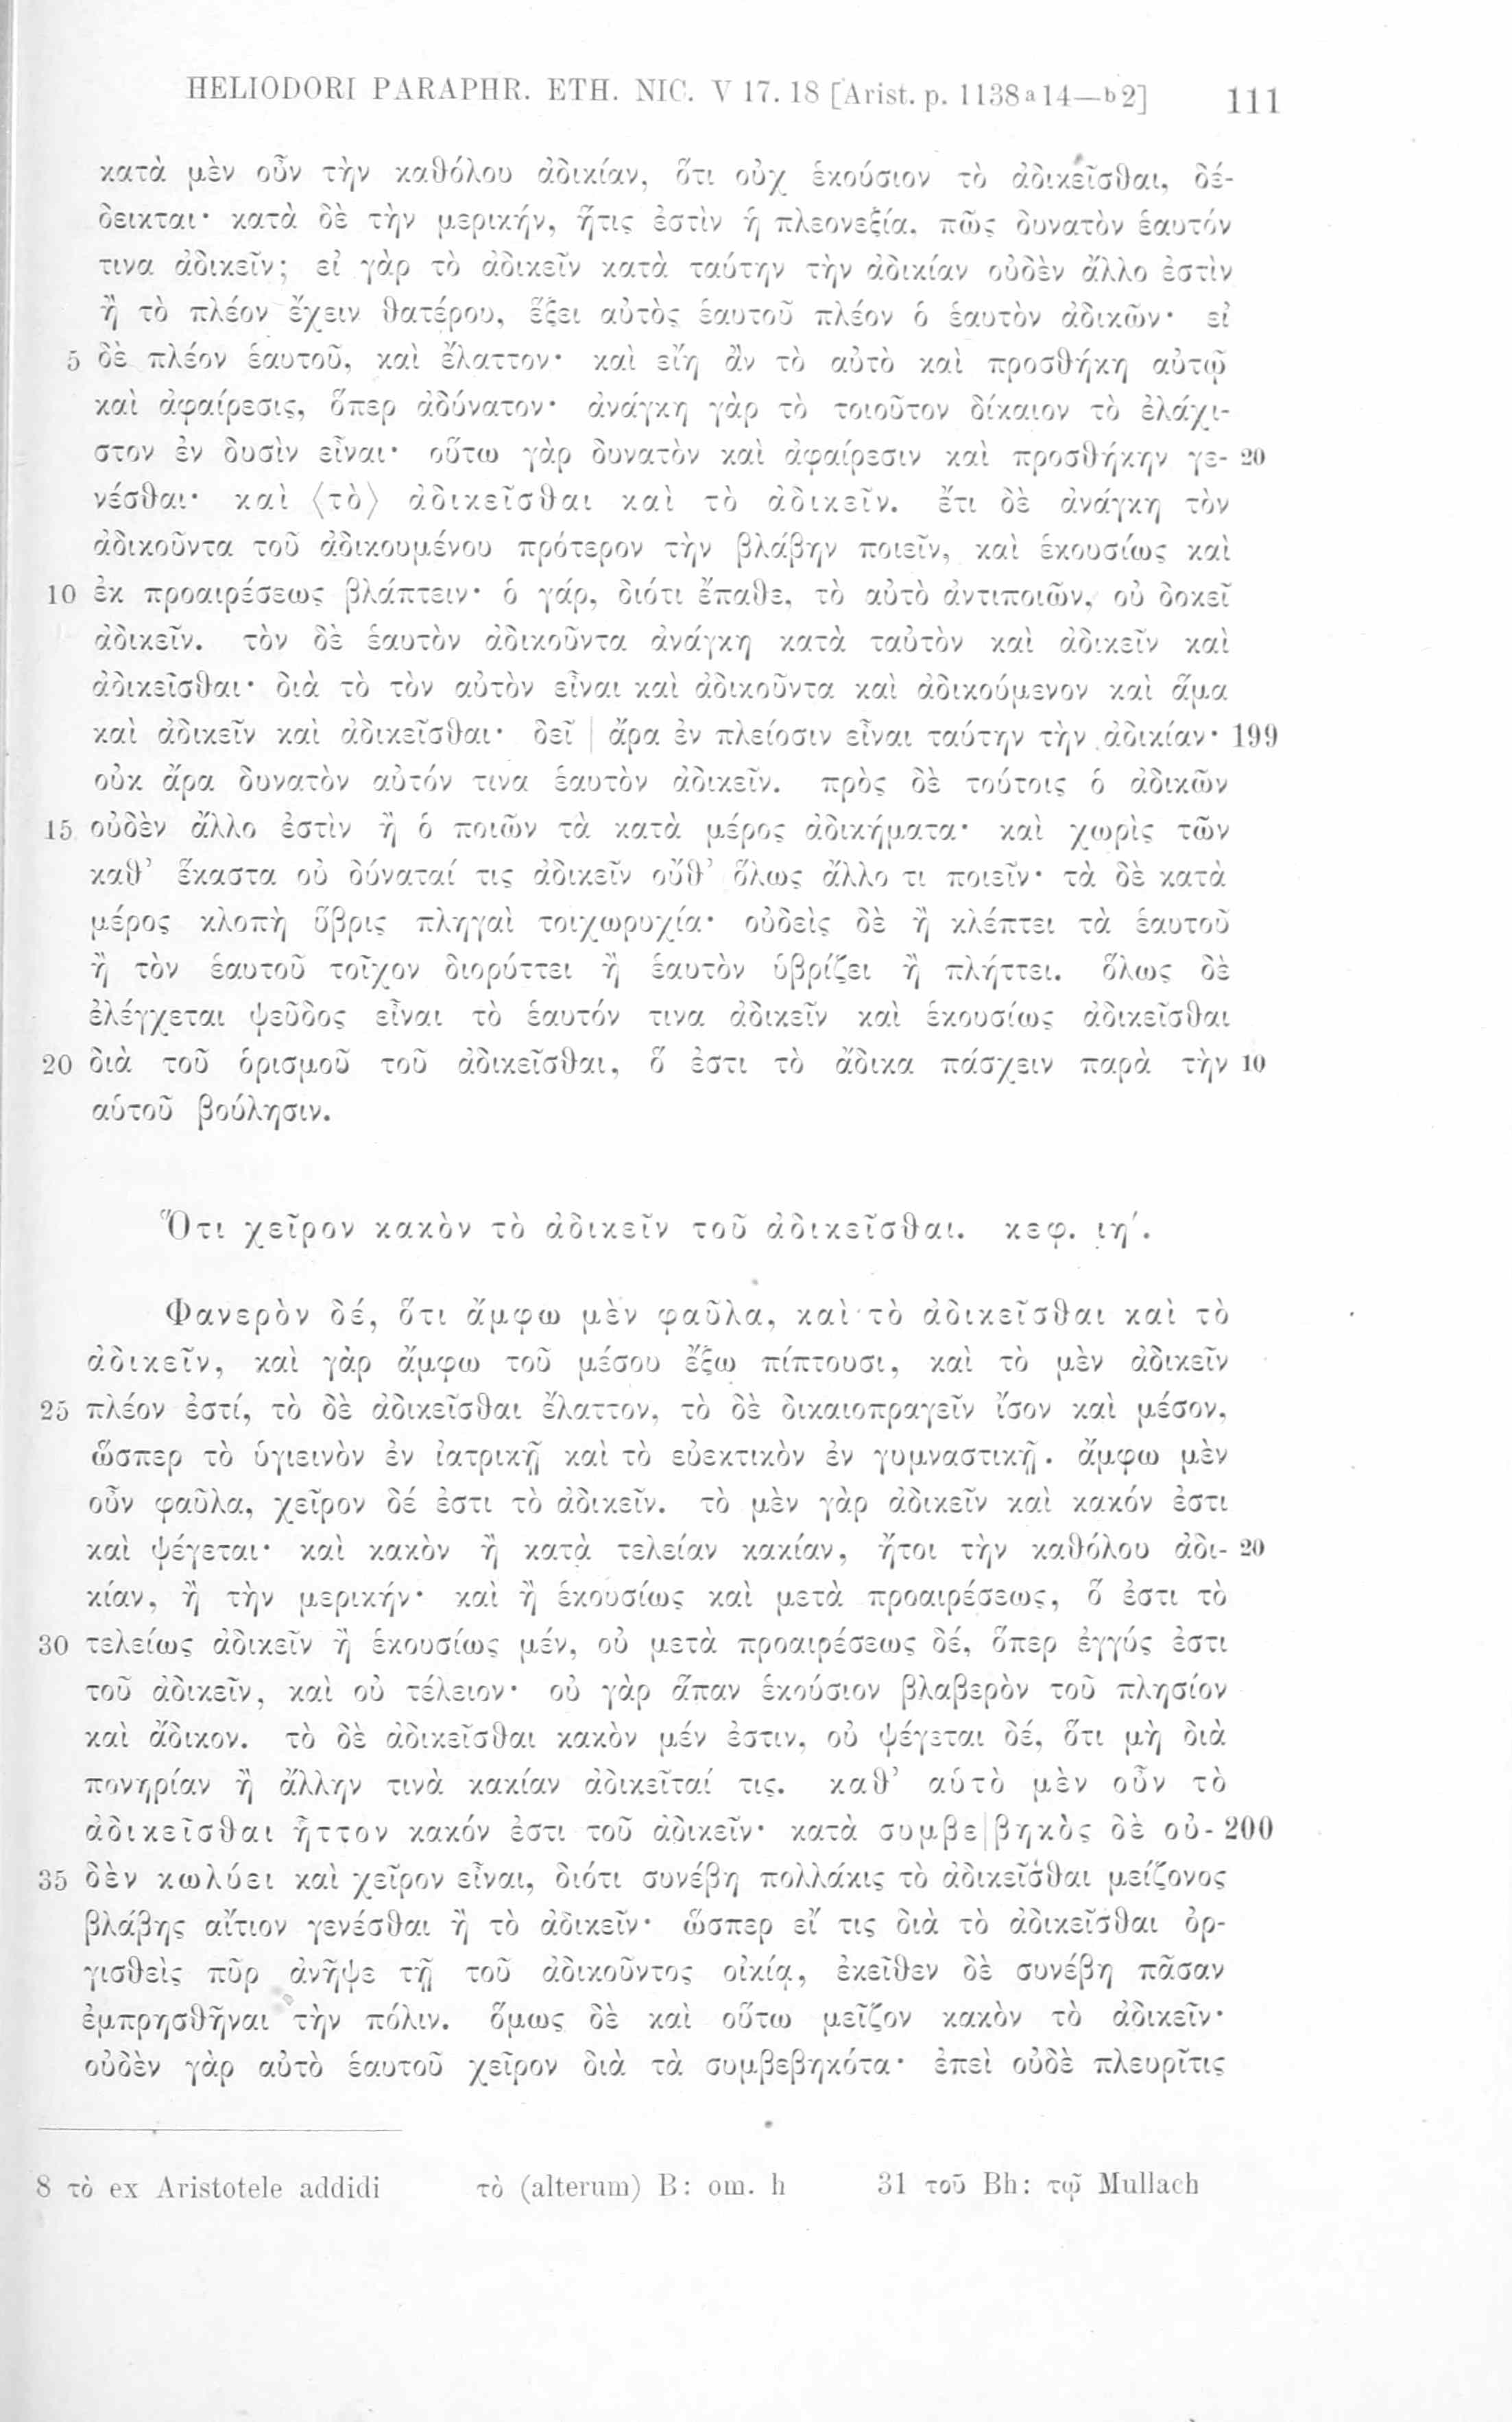 HELIODORI PARAPHR. ETH. NIC. V 17. 18 [Arist. p. 1138ᵃ14—ᵇ2] 111
κατὰ μὲν οὖν τὴν καθόλου ἀδικίαν, ὅτι οὐχ ἑκούσιον τὸ ἀδικεῖσθαι, δέ-
δεικται· κατὰ δὲ τὴν μερικήν, ἥτις ἐστὶν ἡ πλεονεξία, πῶς δυνατὸν ἑαυτόν
τινα ἀδικεῖν; εἰ γὰρ τὸ ἀδικεῖν κατὰ ταύτην τὴν ἀδικίαν οὐδὲν ἄλλο ἐστὶν
ἢ τὸ πλέον ἔχειν θατέρου, ἕξει αὐτὸς ἑαυτοῦ πλέον ὁ ἑαυτὸν ἀδικῶν· εἰ
5 δὲ πλέον ἑαυτοῦ, καὶ ἔλαττον· καὶ εἴη ἂν τὸ αὐτὸ καὶ προσθήκη αὐτῷ
καὶ ἀφαίρεσις, ὅπερ ἀδύνατον· ἀνάγκη γὰρ τὸ τοιοῦτον δίκαιον τὸ ἐλάχι-
στον ἐν δυσὶν εἶναι· οὕτω γὰρ δυνατὸν καὶ ἀφαίρεσιν καὶ προσθήκην γε- 20
νέσθαι· καὶ ⟨τὸ⟩ ἀδικεῖσθαι καὶ τὸ ἀδικεῖν. ἔτι δὲ ἀνάγκη τὸν
ἀδικοῦντα τοῦ ἀδικουμένου πρότερον τὴν βλάβην ποιεῖν, καὶ ἑκουσίως καὶ
10 ἐκ προαιρέσεως βλάπτειν· ὁ γάρ, διότι ἔπαθε, τὸ αὐτὸ ἀντιποιῶν, οὐ δοκεῖ
ἀδικεῖν. τὸν δὲ ἑαυτὸν ἀδικοῦντα ἀνάγκη κατὰ ταὐτὸν καὶ ἀδικεῖν καὶ
ἀδικεῖσθαι· διὰ τὸ τὸν αὐτὸν εἶναι καὶ ἀδικοῦντα καὶ ἀδικούμενον καὶ ἅμα
καὶ ἀδικεῖν καὶ ἀδικεῖσθαι· δεῖ | ἄρα ἐν πλείοσιν εἶναι ταύτην τὴν ἀδικίαν· 199
οὐκ ἄρα δυνατὸν αὐτόν τινα ἑαυτὸν ἀδικεῖν. πρὸς δὲ τούτοις ὁ ἀδικῶν
15 οὐδὲν ἄλλο ἐστὶν ἢ ὁ ποιῶν τὰ κατὰ μέρος ἀδικήματα· καὶ χωρὶς τῶν
καθ’ ἕκαστα οὐ δύναταί τις ἀδικεῖν οὔθ’ ὅλως ἄλλο τι ποιεῖν· τὰ δὲ κατὰ
μέρος κλοπὴ ὕβρις πληγαὶ τοιχωρυχία· οὐδεὶς δὲ ἢ κλέπτει τὰ ἑαυτοῦ
ἢ τὸν ἑαυτοῦ τοῖχον διορύττει ἢ ἑαυτὸν ὑβρίζει ἢ πλήττει. ὅλως δὲ
ἐλέγχεται ψεῦδος εἶναι τὸ ἑαυτόν τινα ἀδικεῖν καὶ ἑκουσίως ἀδικεῖσθαι
20 διὰ τοῦ ὁρισμοῦ τοῦ ἀδικεῖσθαι, ὅ ἐστι τὸ ἄδικα πάσχειν παρὰ τὴν 10
αὑτοῦ βούλησιν.
Ὅτι χεῖρον κακὸν τὸ ἀδικεῖν τοῦ ἀδικεῖσθαι. κεφ. ιη΄.
Φανερὸν δέ, ὅτι ἄμφω μὲν φαῦλα, καὶ τὸ ἀδικεῖσθαι καὶ τὸ
ἀδικεῖν, καὶ γὰρ ἄμφω τοῦ μέσου ἔξω πίπτουσι, καὶ τὸ μὲν ἀδικεῖν
25 πλέον ἐστί, τὸ δὲ ἀδικεῖσθαι ἔλαττον, τὸ δὲ δικαιοπραγεῖν ἴσον καὶ μέσον,
ὥσπερ τὸ ὑγιεινὸν ἐν ἰατρικῇ καὶ τὸ εὐεκτικὸν ἐν γυμναστικῇ. ἄμφω μὲν
οὖν φαῦλα, χεῖρον δέ ἐστι τὸ ἀδικεῖν. τὸ μὲν γὰρ ἀδικεῖν καὶ κακόν ἐστι
καὶ ψέγεται· καὶ κακὸν ἢ κατὰ τελείαν κακίαν, ἤτοι τὴν καθόλου ἀδι- 20
κίαν, ἢ τὴν μερικήν· καὶ ἢ ἑκουσίως καὶ μετὰ προαιρέσεως, ὅ ἐστι τὸ
30 τελείως ἀδικεῖν ἢ ἑκουσίως μέν, οὐ μετὰ προαιρέσεως δέ, ὅπερ ἐγγύς ἐστι
τοῦ ἀδικεῖν, καὶ οὐ τέλειον· οὐ γὰρ ἅπαν ἑκούσιον βλαβερὸν τοῦ πλησίον
καὶ ἄδικον. τὸ δὲ ἀδικεῖσθαι κακὸν μέν ἐστιν, οὐ ψέγεται δέ, ὅτι μὴ διὰ
πονηρίαν ἢ ἄλλην τινὰ κακίαν ἀδικεῖταί τις. καθ’ αὑτὸ μὲν οὖν τὸ
ἀδικεῖσθαι ἧττον κακόν ἐστι τοῦ ἀδικεῖν· κατὰ συμβε|βηκὸς δὲ οὐ- 200
35 δὲν κωλύει καὶ χεῖρον εἶναι, διότι συνέβη πολλάκις τὸ ἀδικεῖσθαι μείζονος
βλάβης αἴτιον γενέσθαι ἢ τὸ ἀδικεῖν· ὥσπερ εἴ τις διὰ τὸ ἀδικεῖσθαι ὀρ-
γισθεὶς πῦρ ἀνῆψε τῇ τοῦ ἀδικοῦντος οἰκίᾳ, ἐκεῖθεν δὲ συνέβη πᾶσαν
ἐμπρησθῆναι τὴν πόλιν. ὅμως δὲ καὶ οὕτω μεῖζον κακὸν τὸ ἀδικεῖν·
οὐδὲν γὰρ αὐτὸ ἑαυτοῦ χεῖρον διὰ τὰ συμβεβηκότα· ἐπεὶ οὐδὲ πλευρῖτις
8 τὸ ex Aristotele addidi τὸ (alterum) B: om. h 31 τοῦ Bh: τῷ Mullach